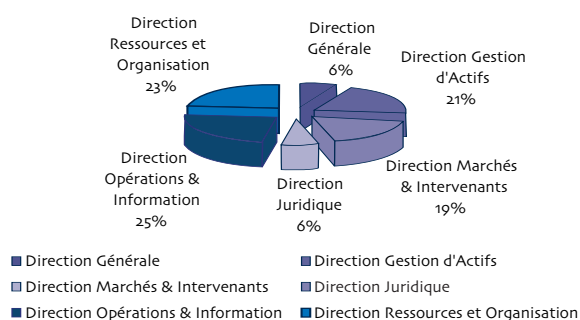 Direction
Ressources et
Organisation
23%
Direction
Générale
6%
Direction Gestion
d'Actifs
21%
Direction
Opérations &
Information
25%
Direction
Juridique
6%
Direction Marchés
& Intervenants
19%
Direction Générale
Direction Gestion d'Actifs
Direction Marchés & Intervenants
Direction Juridique
Direction Opérations & Information
Direction Ressources et Organisation